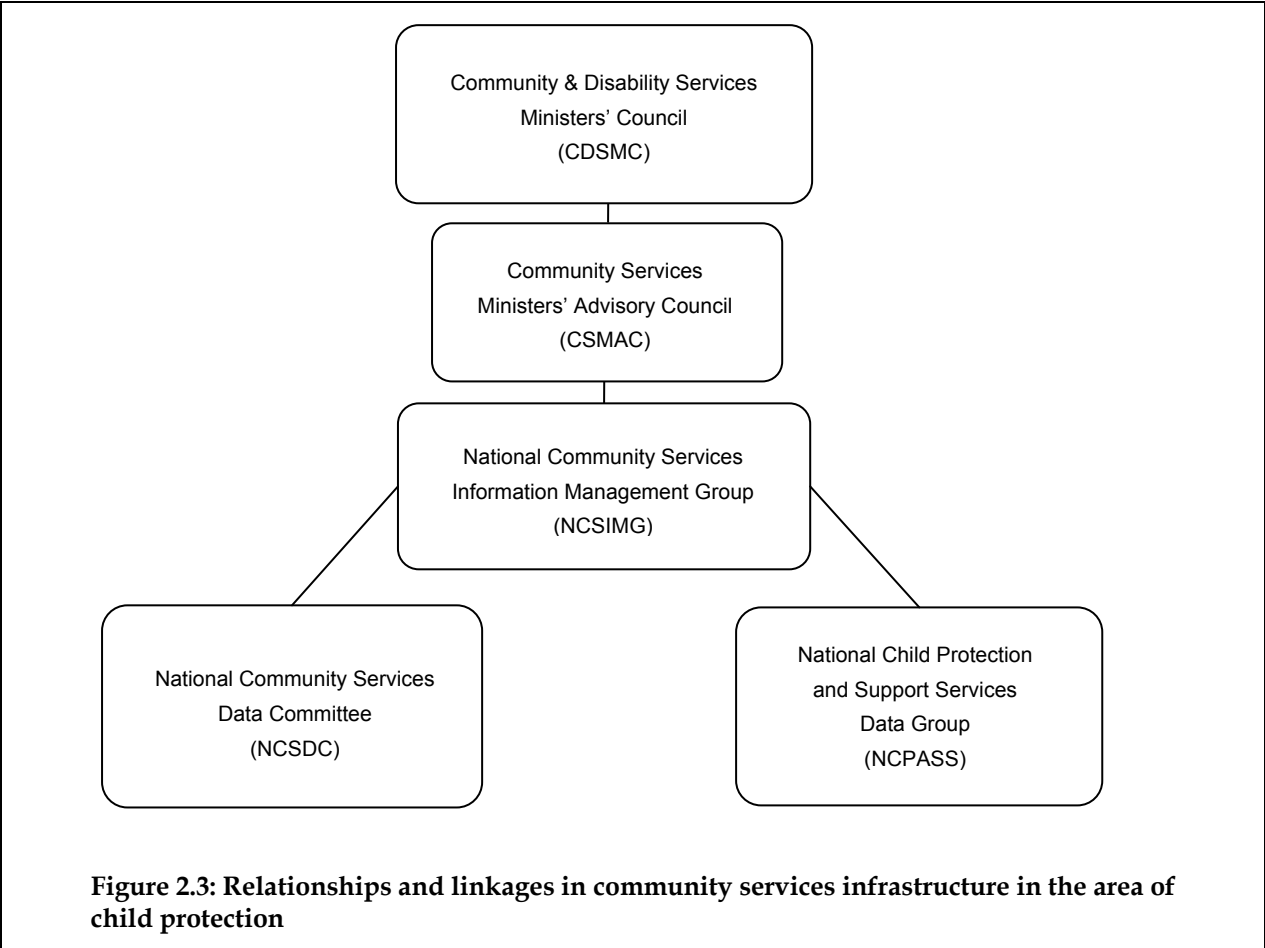 Community & Disability Services
Ministers’ Council
(CDSMC)
Community Services
Ministers’ Advisory Council
(CSMAC)
National Community Services
Information Management Group
(NCSIMG)
National Community Services
Data Committee
(NCSDC)
National Child Protection
and Support Services
Data Group
(NCPASS)
Figure 2.3: Relationships and linkages in community services infrastructure in the area of
child protection